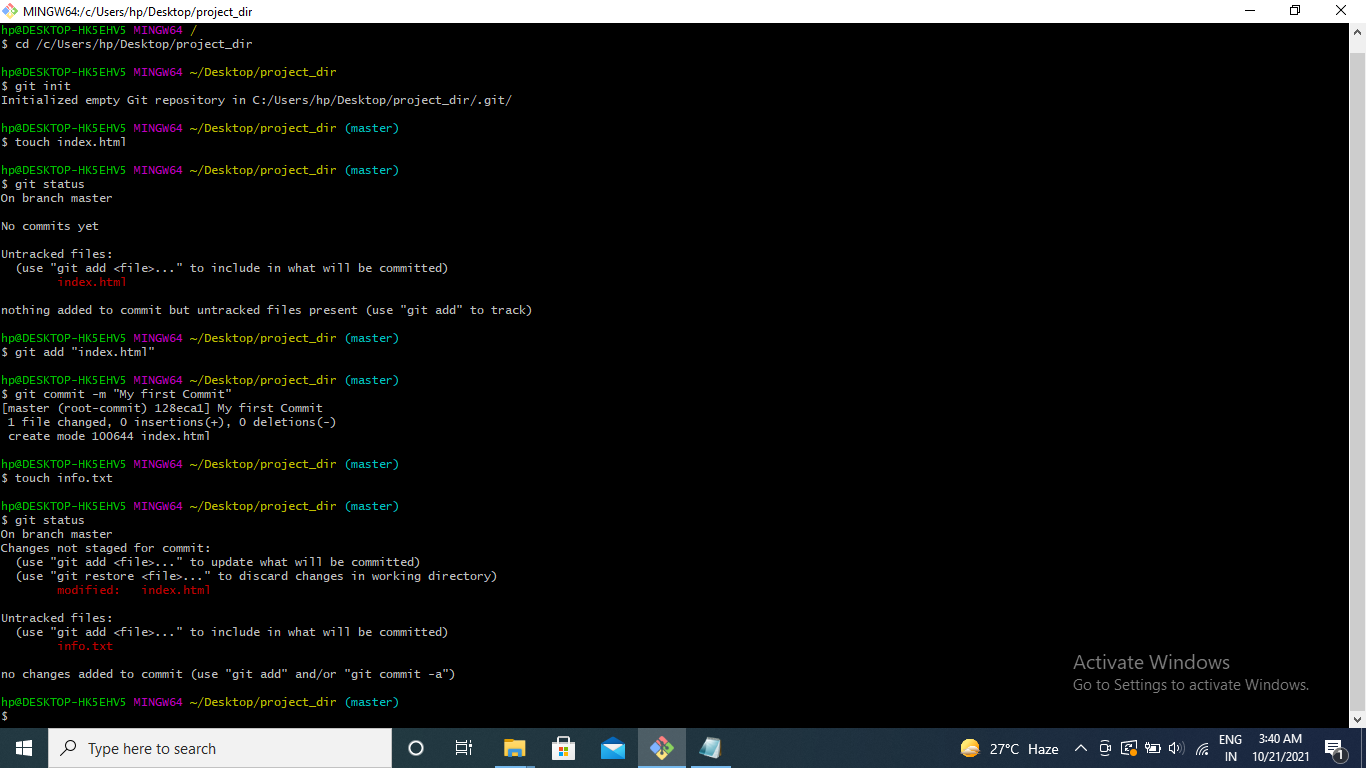 MINGW64:/c/Users/hp/Desktop/project_dir
hp@DESKTOP-HK5EHV5 MINGW64 /
$ cd /c/Users/hp/Desktop/project_dir
hp@DESKTOP-HK5EHV5 MINGW64 ~/Desktop/project_dir
$ git init
Initialized empty Git repository in C:/Users/hp/Desktop/project_dir/.git/
hp@DESKTOP-HK5EHV5 MINGW64 ~/Desktop/project_dir (master)
$ touch index.html
hp@DESKTOP-HK5EHV5 MINGW64 ~/Desktop/project_dir (master)
$ git status
On branch master
No commits yet
Untracked files:
  (use "git add <file>..." to include in what will be committed)
        index.html
nothing added to commit but untracked files present (use "git add" to track)
hp@DESKTOP-HK5EHV5 MINGW64 ~/Desktop/project_dir (master)
$ git add "index.html"
hp@DESKTOP-HK5EHV5 MINGW64 ~/Desktop/project_dir (master)
$ git commit -m "My first Commit"
[master (root-commit) 128eca1] My first Commit
 1 file changed, 0 insertions(+), 0 deletions(-)
 create mode 100644 index.html
hp@DESKTOP-HK5EHV5 MINGW64 ~/Desktop/project_dir (master)
$ touch info.txt
hp@DESKTOP-HK5EHV5 MINGW64 ~/Desktop/project_dir (master)
$ git status
On branch master
Changes not staged for commit:
  (use "git add <file>..." to update what will be committed)
  (use "git restore <file>..." to discard changes in working directory)
        modified:   index.html
Untracked files:
  (use "git add <file>..." to include in what will be committed)
        info.txt
no changes added to commit (use "git add" and/or "git commit -a")
hp@DESKTOP-HK5EHV5 MINGW64 ~/Desktop/project_dir (master)
$
Activate Windows
Go to Settings to activate Windows.
Type here to search
27°C Haze
ENG
IN
3:40 AM
10/21/2021
1